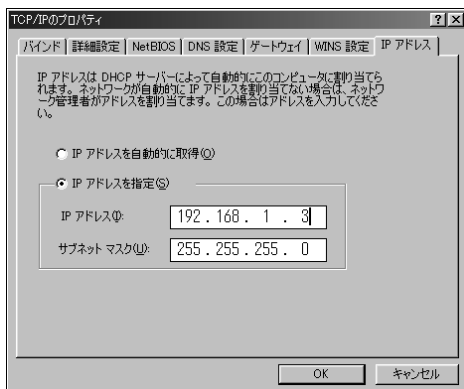 TCP/IPのプロパティ
バインド 詳細設定 NetBIOS DNS 設定 ゲートウェイ WINS 設定 IP アドレス
IP アドレスは DHCP サーバーによって自動的にこのコンピュータに割り当てら
れます。ネットワークが自動的に IP アドレスを割り当てない場合は、ネットワ
ーク管理者がアドレスを割り当てます。この場合はアドレスを入力してくださ
い。
IP アドレスを自動的に取得(O)
IP アドレスを指定(S)
IP アドレス(I): 192.168. 1 . 3
サブネット マスク(U): 255.255.255. 0
OK キャンセル